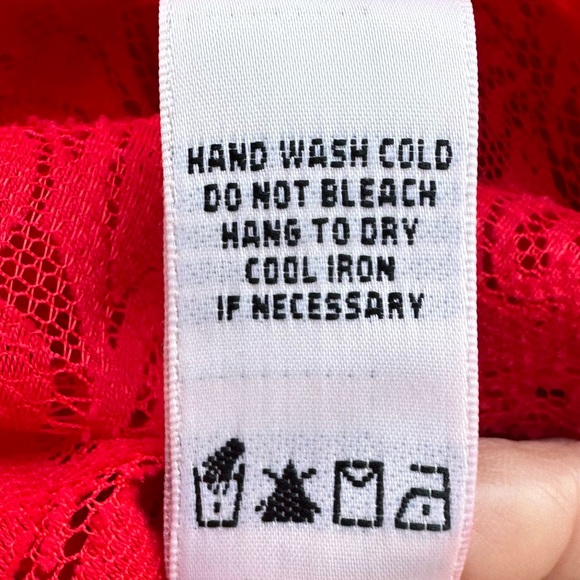 HAND WASH COLD
DO NOT BLEACH
HANG TO DRY
COOL IRON
IF NECESSARY